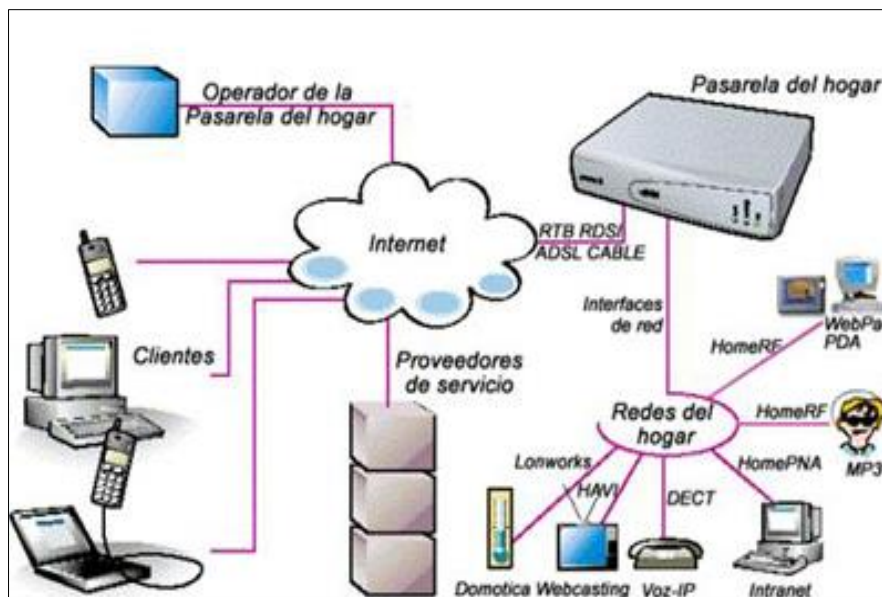 Operador de la
Pasarela del hogar
Pasarela del hogar
Internet
RTB RDSI
ADSL CABLE
Interfaces
de red
Clientes
Proveedores
de servicio
HomeRF
WebPa
PDA
Redes del
hogar
HomeRF
MP3
Lonworks
HAVI
DECT
HomePNA
Domotica
Webcasting
Voz-IP
Intranet